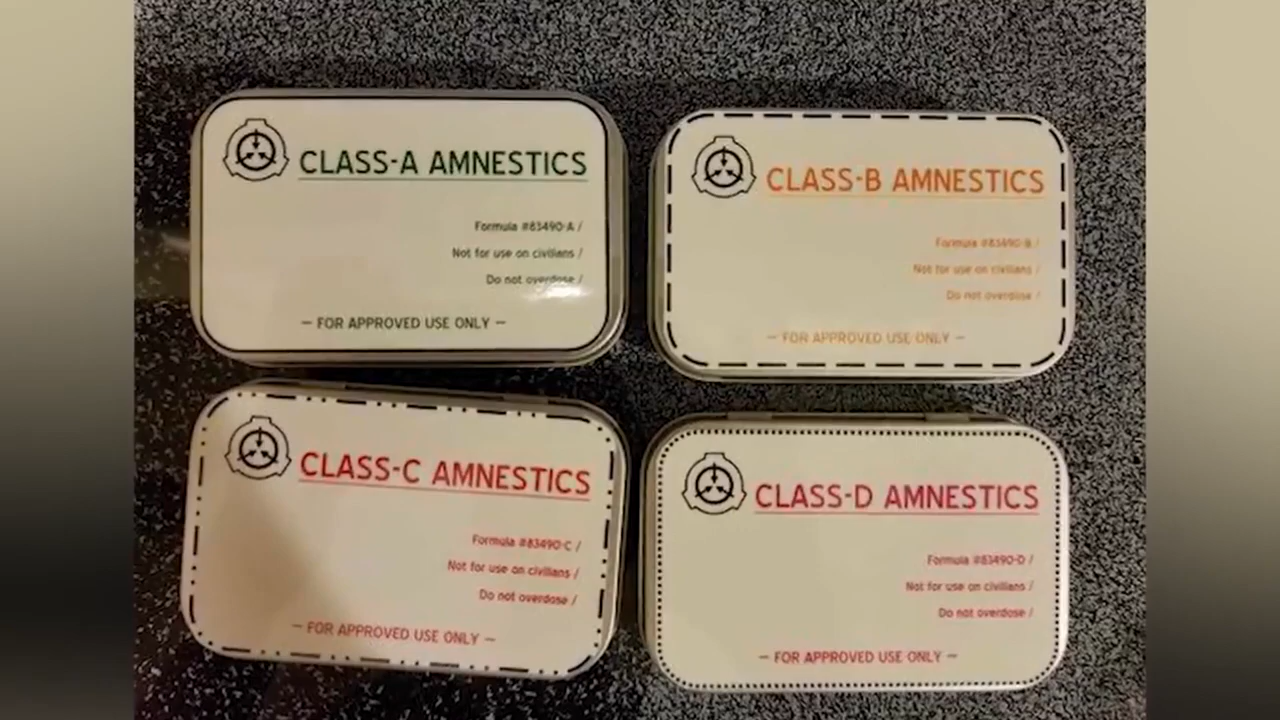 CLASS-A AMNESTICS
Formula #83490-A /
Not for use on civilians /
Do not overdose /
— FOR APPROVED USE ONLY —
CLASS-B AMNESTICS
Formula #83490-B /
Not for use on civilians /
Do not overdose /
— FOR APPROVED USE ONLY —
CLASS-C AMNESTICS
Formula #83490-C /
Not for use on civilians /
Do not overdose /
— FOR APPROVED USE ONLY —
CLASS-D AMNESTICS
Formula #83490-D /
Not for use on civilians /
Do not overdose /
— FOR APPROVED USE ONLY —